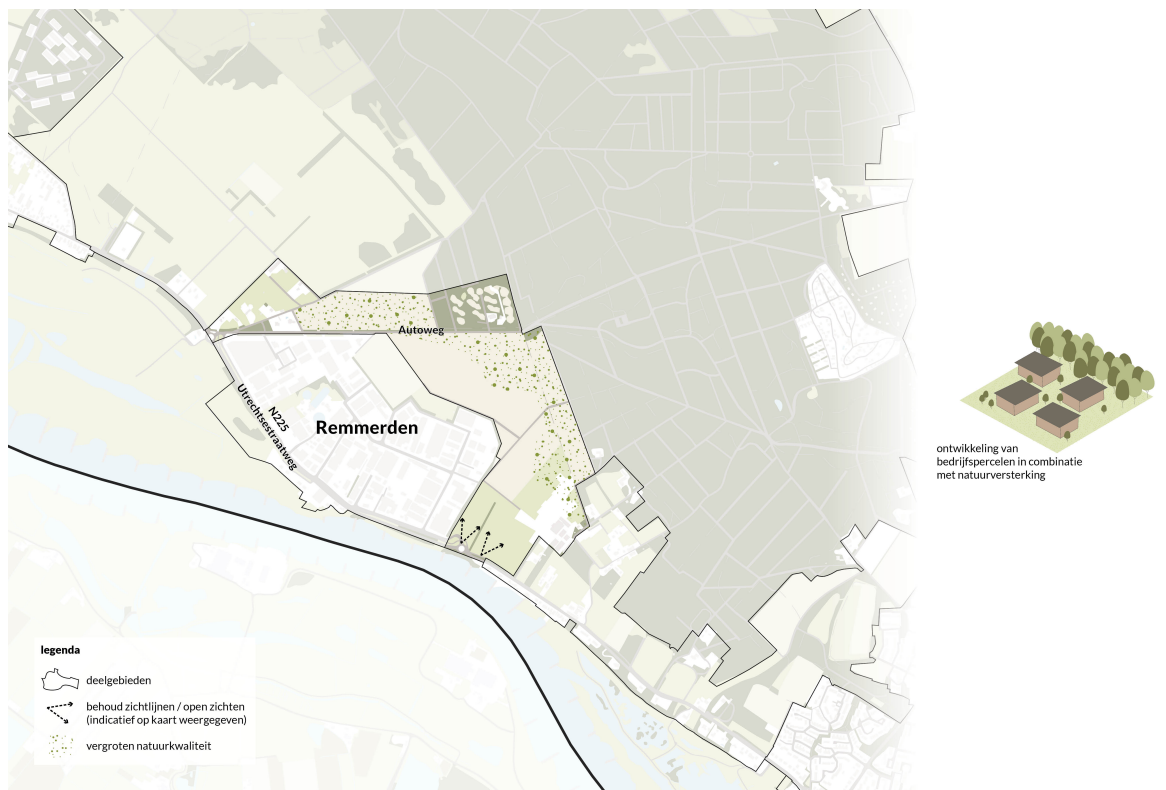 Autoweg
N225
Utrechtsestraatweg
Remmerden
ontwikkeling van
bedrijfspercelen in combinatie
met natuurversterking
legenda
deelgebieden
behoud zichtlijnen / open zichten
(indicatief op kaart weergegeven)
vergroten natuurkwaliteit